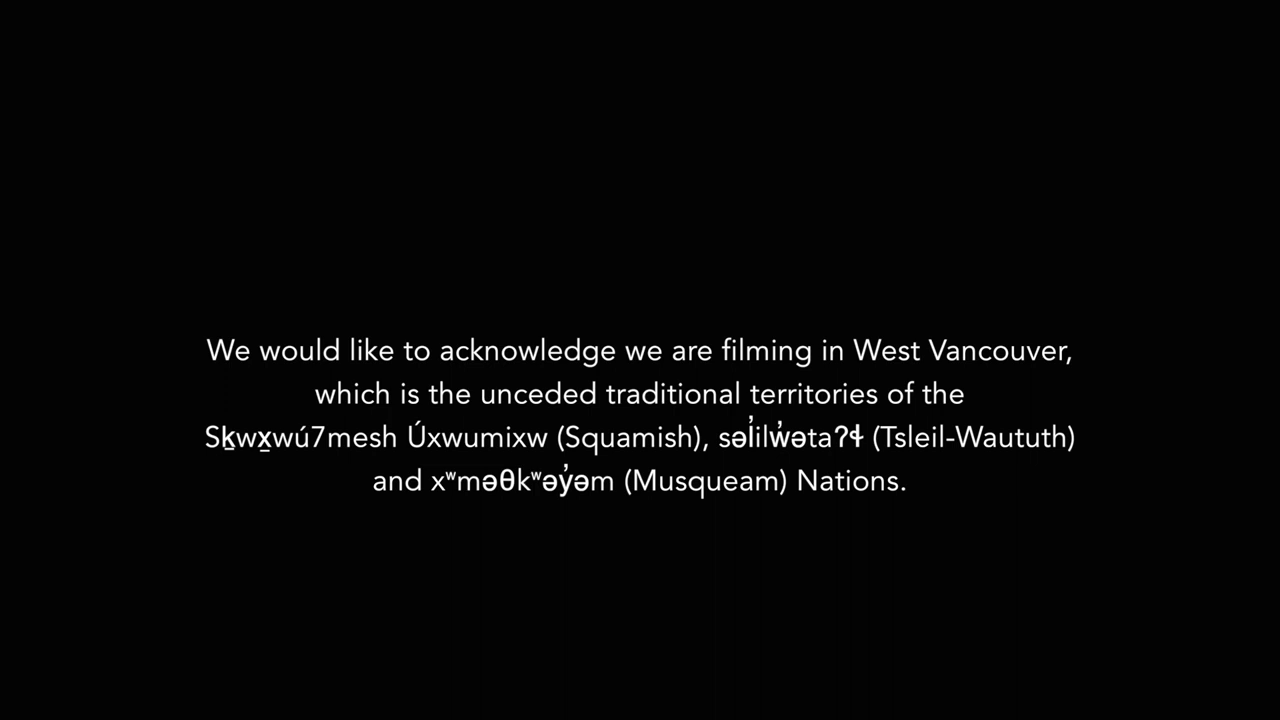 We would like to acknowledge we are filming in West Vancouver,
which is the unceded traditional territories of the
Sḵwx̱wú7mesh Úxwumixw (Squamish), səl̓ilw̓ətaʔɬ (Tsleil-Waututh)
and xʷməθkʷəy̓əm (Musqueam) Nations.